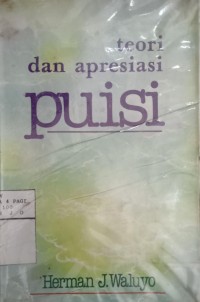 teori
dan apresiasi
puisi
Herman J. Waluyo